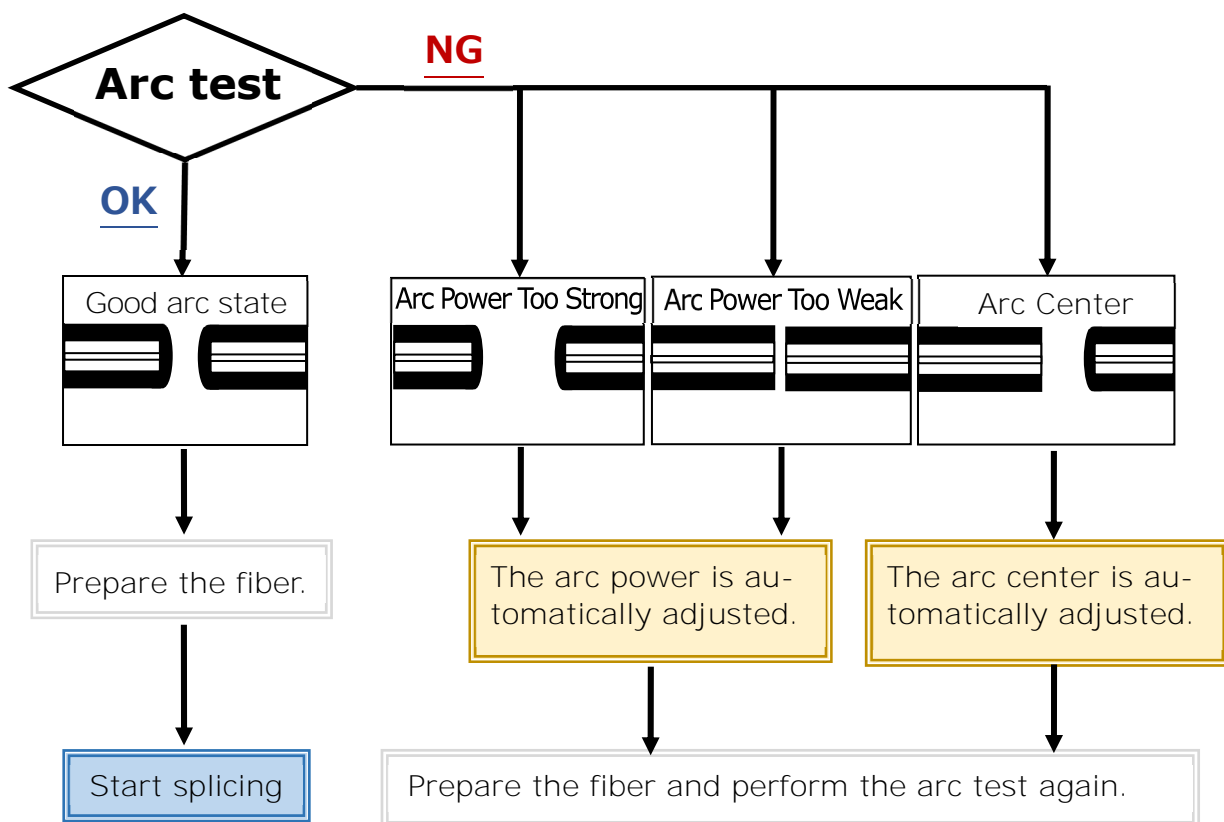 Arc test
NG
OK
Good arc state
Arc Power Too Strong
Arc Power Too Weak
Arc Center
Prepare the fiber.
The arc power is au-
tomatically adjusted.
The arc center is au-
tomatically adjusted.
Start splicing
Prepare the fiber and perform the arc test again.